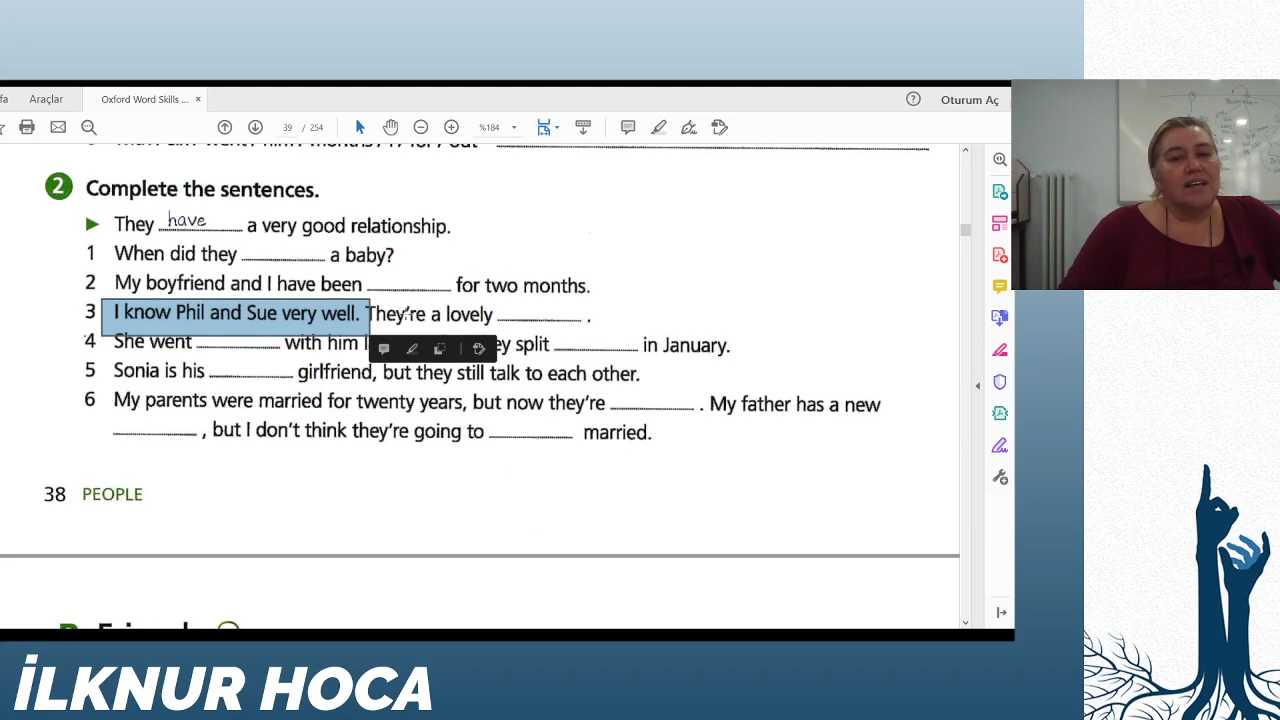 fa Araçlar Oxford Word Skills ... × Oturum Aç
39 / 254 %184
2 Complete the sentences.
They have a very good relationship.
1 When did they a baby?
2 My boyfriend and I have been for two months.
3 I know Phil and Sue very well. They're a lovely .
4 She went with him ey split in January.
5 Sonia is his girlfriend, but they still talk to each other.
6 My parents were married for twenty years, but now they're . My father has a new
, but I don't think they're going to married.
38 PEOPLE
İLKNUR HOCA